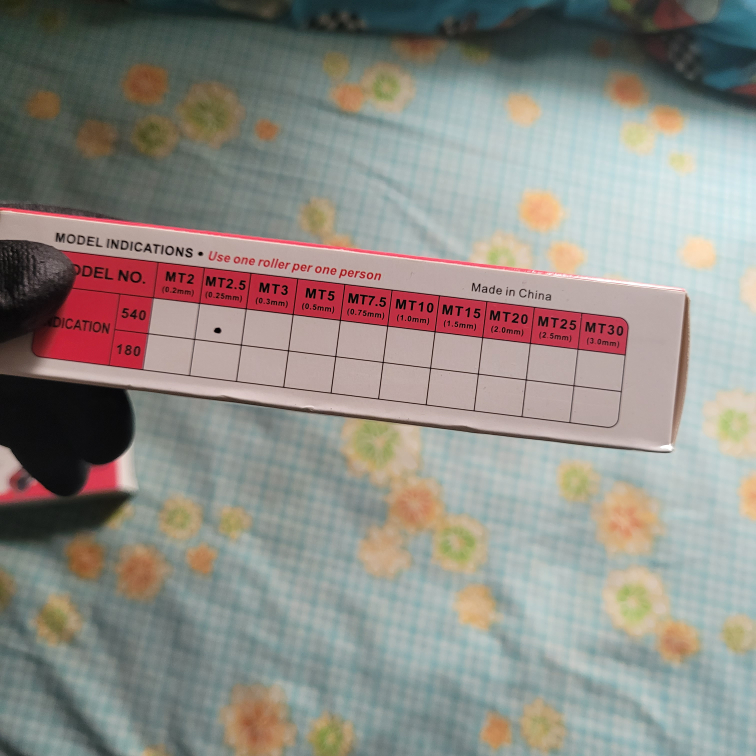 MODEL INDICATIONS • Use one roller per one person
Made in China
ODEL NO. MT2 MT2.5 MT3 MT5 MT7.5 MT10 MT15 MT20 MT25 MT30
(0.2mm) (0.25mm) (0.3mm) (0.5mm) (0.75mm) (1.0mm) (1.5mm) (2.0mm) (2.5mm) (3.0mm)
DICATION 540
180